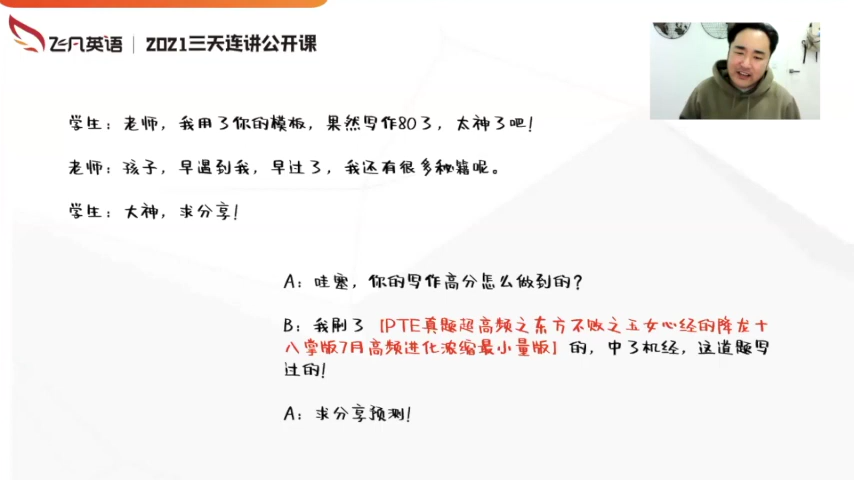 飞凡英语 | 2021三天连讲公开课
学生：老师，我用了你的模板，果然写作80了，太神了吧！
老师：孩子，早遇到我，早过了，我还有很多秘籍呢。
学生：大神，求分享！
A：哇塞，你的写作高分怎么做到的？
B：我刷了【PTE真题超高频之东方不败之玉女心经的降龙十
八掌版7月高频进化浓缩最小量版】的，中了机经，这道题写
过的！
A：求分享预测！